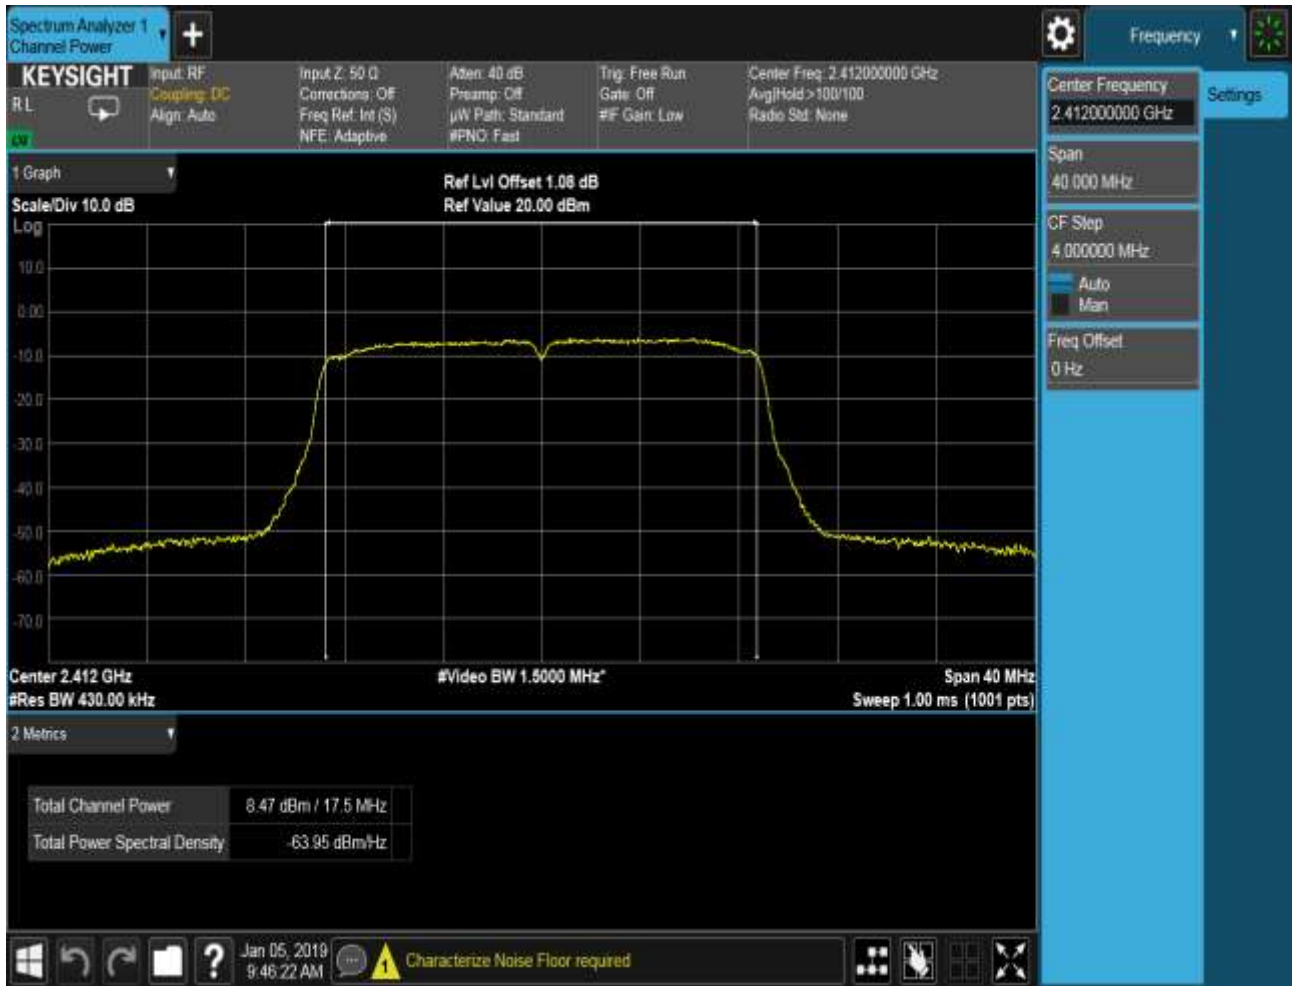 Spectrum Analyzer 1
Channel Power
Frequency
KEYSIGHT
R L
Input: RF
Coupling: DC
Align: Auto
Input Z: 50 Ω
Corrections: Off
Freq Ref: Int (S)
NFE: Adaptive
Atten: 40 dB
Preamp: Off
µW Path: Standard
#PNO: Fast
Trig: Free Run
Gate: Off
#IF Gain: Low
Center Freq: 2.412000000 GHz
Avg|Hold:>100/100
Radio Std: None
Center Frequency
2.412000000 GHz
Settings
Span
40.000 MHz
CF Step
4.000000 MHz
Auto
Man
Freq Offset
0 Hz
1 Graph
Scale/Div 10.0 dB
Ref Lvl Offset 1.08 dB
Ref Value 20.00 dBm
Log
10.0
0.00
-10.0
-20.0
-30.0
-40.0
-50.0
-60.0
-70.0
Center 2.412 GHz
#Video BW 1.5000 MHz*
Span 40 MHz
#Res BW 430.00 kHz
Sweep 1.00 ms (1001 pts)
2 Metrics
Total Channel Power 8.47 dBm / 17.5 MHz
Total Power Spectral Density -63.95 dBm/Hz
?
Jan 05, 2019
9:46:22 AM
1
Characterize Noise Floor required